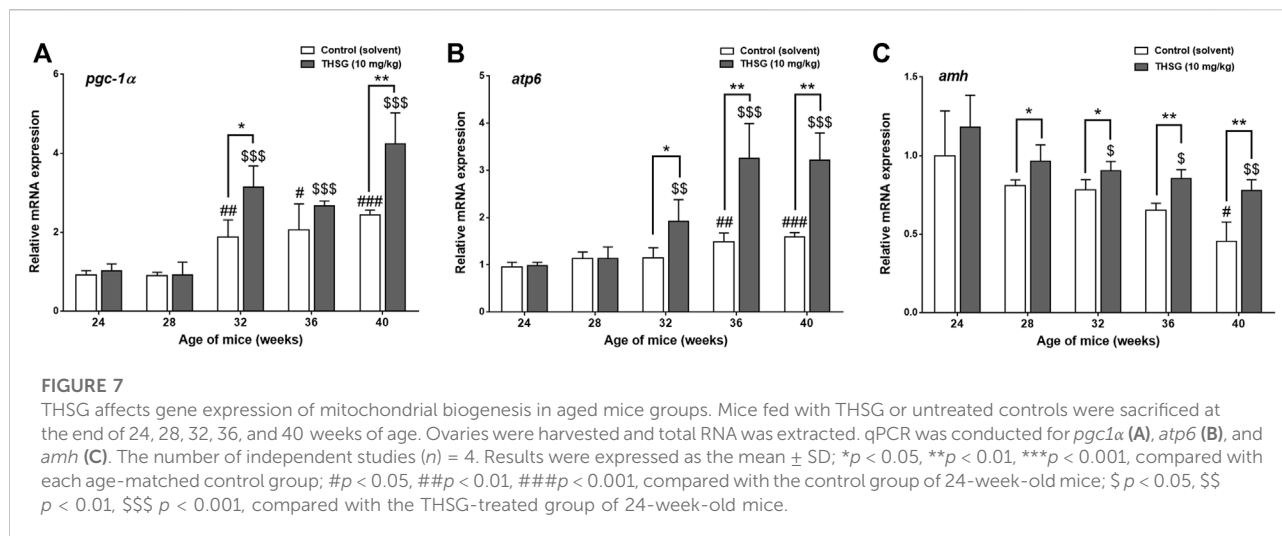 A
pgc-1α
Control (solvent)
THSG (10 mg/kg)
Relative mRNA expression
6
4
2
0
*
**
##
$$$
#
$$$
###
$$$
24 28 32 36 40
Age of mice (weeks)
B
atp6
Control (solvent)
THSG (10 mg/kg)
Relative mRNA expression
5
4
3
2
1
0
*
**
**
$$
##
$$$
###
$$$
24 28 32 36 40
Age of mice (weeks)
C
amh
Control (solvent)
THSG (10 mg/kg)
Relative mRNA expression
1.5
1.0
0.5
0.0
*
*
**
**
$
$
#
$$
24 28 32 36 40
Age of mice (weeks)
FIGURE 7
THSG affects gene expression of mitochondrial biogenesis in aged mice groups. Mice fed with THSG or untreated controls were sacrificed at
the end of 24, 28, 32, 36, and 40 weeks of age. Ovaries were harvested and total RNA was extracted. qPCR was conducted for pgc1α (A), atp6 (B), and
amh (C). The number of independent studies (n) = 4. Results were expressed as the mean ± SD; *p < 0.05, **p < 0.01, ***p < 0.001, compared with
each age-matched control group; #p < 0.05, ##p < 0.01, ###p < 0.001, compared with the control group of 24-week-old mice; $ p < 0.05, $$
p < 0.01, $$$ p < 0.001, compared with the THSG-treated group of 24-week-old mice.